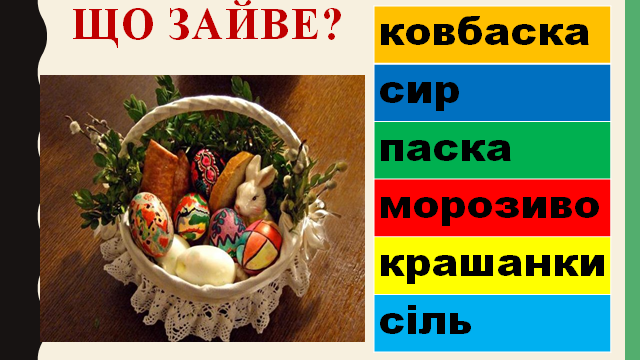 ЩО ЗАЙВЕ?
ковбаска
сир
паска
морозиво
крашанки
сіль